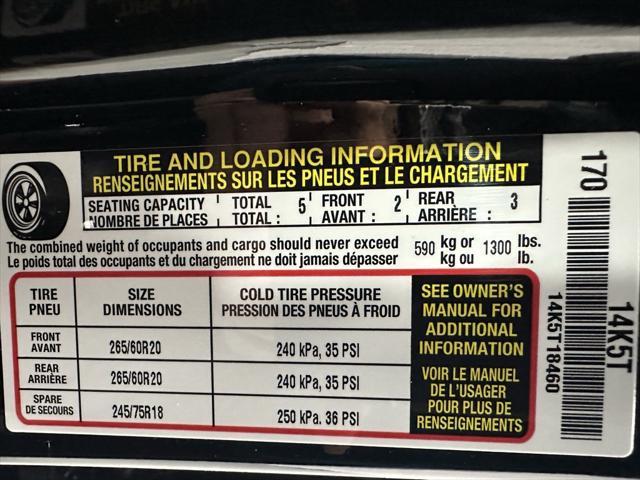 TIRE AND LOADING INFORMATION
RENSEIGNEMENTS SUR LES PNEUS ET LE CHARGEMENT
SEATING CAPACITY TOTAL 5 FRONT 2 REAR 3
NOMBRE DE PLACES TOTAL : AVANT : ARRIÈRE :
The combined weight of occupants and cargo should never exceed 590 kg or 1300 lbs.
Le poids total des occupants et du chargement ne doit jamais dépasser kg ou lb.
TIRE
PNEU
SIZE
DIMENSIONS
COLD TIRE PRESSURE
PRESSION DES PNEUS À FROID
FRONT
AVANT
265/60R20
240 kPa, 35 PSI
REAR
ARRIÈRE
265/60R20
240 kPa, 35 PSI
SPARE
DE SECOURS
245/75R18
250 kPa. 36 PSI
SEE OWNER'S
MANUAL FOR
ADDITIONAL
INFORMATION
VOIR LE MANUEL
DE L'USAGER
POUR PLUS DE
RENSEIGNEMENTS
170
14K5T18460
14K5T